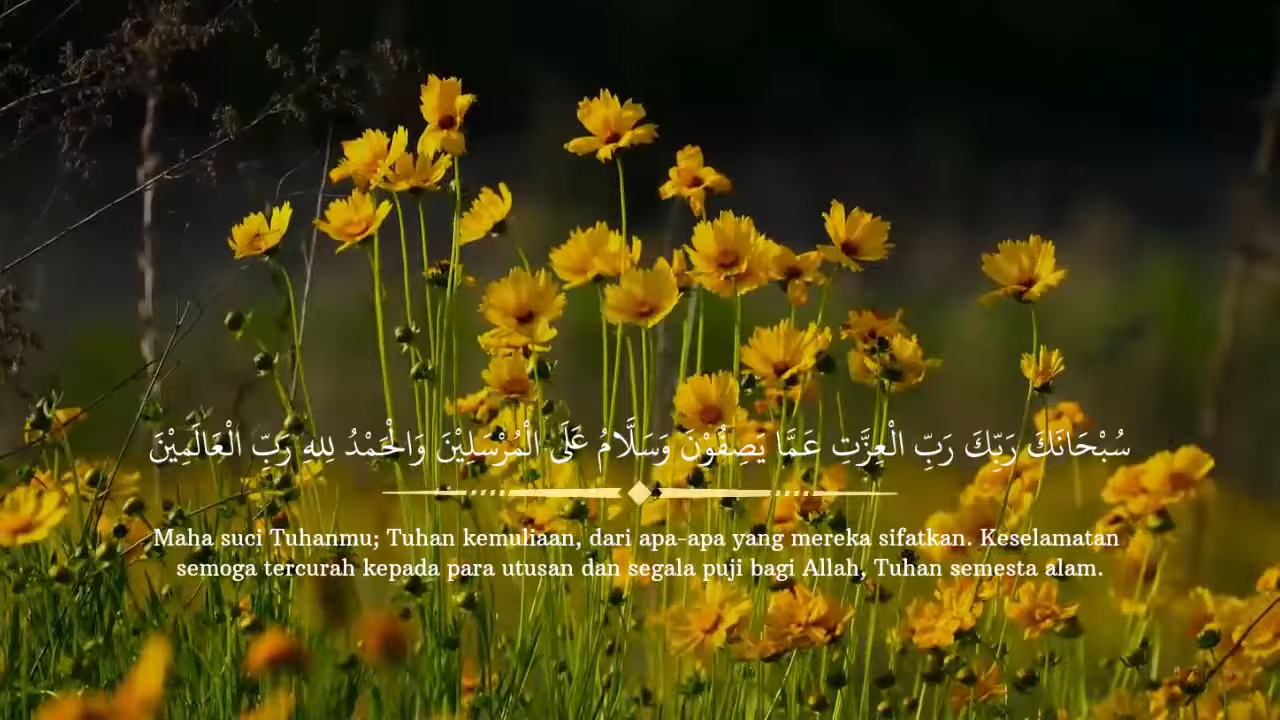 سُبْحَانَكَ رَبِّكَ رَبِّ الْعِزَّتِ عَمَّا يَصِفُوْنَ وَسَلَّامُ عَلَى الْمُرْسَلِيْنَ وَالْحَمْدُ لِلهِ رَبِّ الْعَالَمِيْنَ
Maha suci Tuhanmu; Tuhan kemuliaan, dari apa-apa yang mereka sifatkan. Keselamatan
semoga tercurah kepada para utusan dan segala puji bagi Allah, Tuhan semesta alam.